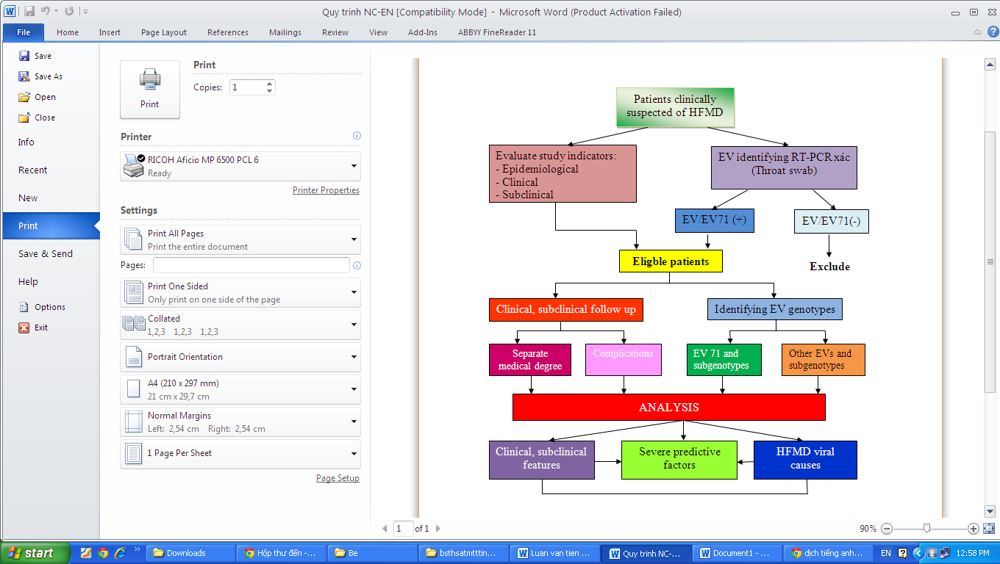 Quy trinh NC-EN [Compatibility Mode] - Microsoft Word (Product Activation Failed)
File Home Insert Page Layout References Mailings Review View Add-Ins ABBYY FineReader 11
Save
Save As
Open
Close
Info
Recent
New
Print
Save & Send
Help
Options
Exit
Print
Print
Copies: 1
Printer
RICOH Aficio MP 6500 PCL 6
Ready
Printer Properties
Settings
Print All Pages
Print the entire document
Pages:
Print One Sided
Only print on one side of the page
Collated
1,2,3 1,2,3 1,2,3
Portrait Orientation
A4 (210 x 297 mm)
21 cm x 29,7 cm
Normal Margins
Left: 2,54 cm Right: 2,54 cm
1 Page Per Sheet
Page Setup
Patients clinically
suspected of HFMD
Evaluate study indicators:
- Epidemiological
- Clinical
- Subclinical
EV identifying RT-PCR xác
(Throat swab)
EV/EV71 (+)
EV/EV71(-)
Eligble patients
Exclude
Clinical, subclinical follow up
Identifying EV genotypes
Separate
medical degree
Complications
EV 71 and
subgenotypes
Other EVs and
subgenotypes
ANALYSIS
Clinical, subclinical
features
Severe predictive
factors
HFMD viral
causes
1 of 1
90%
start
Downloads
Hộp thư đến -...
Be
bsthsatmtttin...
Luan van tien ...
Quy trinh NC-...
Document1 - ...
dịch tiếng anh...
EN
12:58 PM